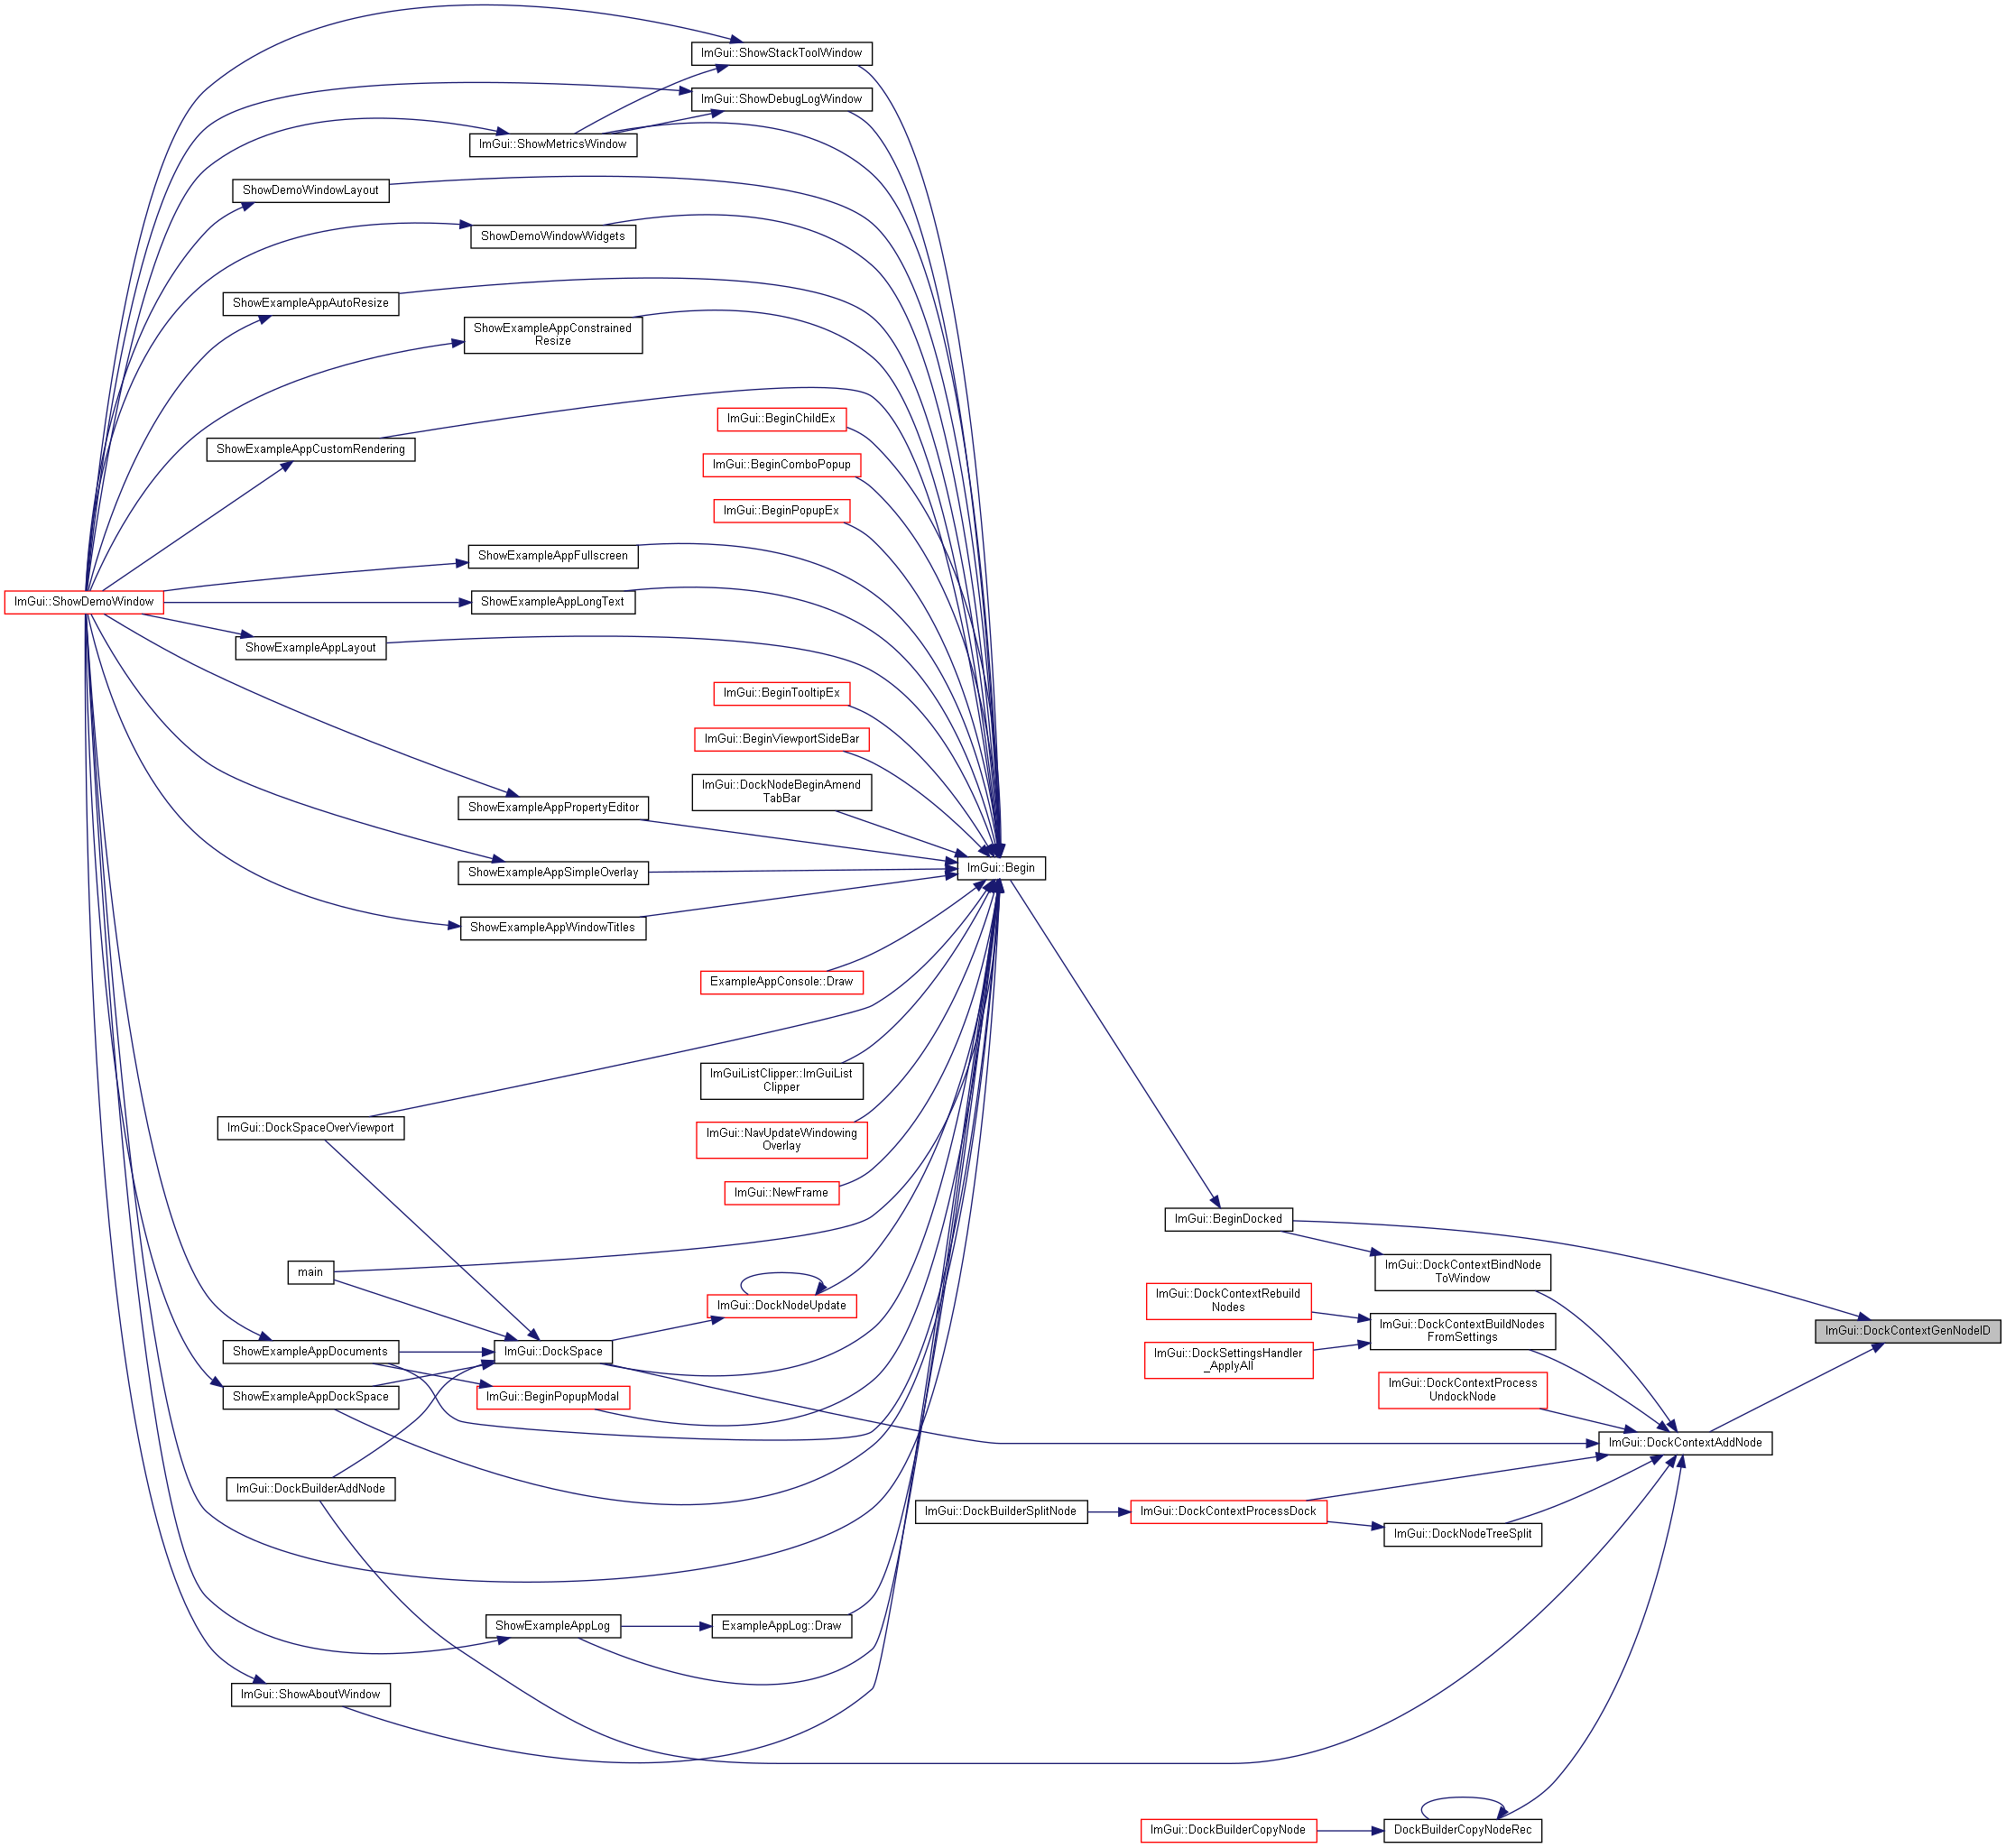 ImGui::ShowStackToolWindow
ImGui::ShowDebugLogWindow
ImGui::ShowMetricsWindow
ShowDemoWindowLayout
ShowDemoWindowWidgets
ShowExampleAppAutoResize
ShowExampleAppConstrained
Resize
ImGui::BeginChildEx
ShowExampleAppCustomRendering
ImGui::BeginComboPopup
ImGui::BeginPopupEx
ShowExampleAppFullscreen
ImGui::ShowDemoWindow
ShowExampleAppLongText
ShowExampleAppLayout
ImGui::BeginTooltipEx
ImGui::BeginViewportSideBar
ImGui::DockNodeBeginAmend
TabBar
ShowExampleAppPropertyEditor
ImGui::Begin
ShowExampleAppSimpleOverlay
ShowExampleAppWindowTitles
ExampleAppConsole::Draw
ImGuiListClipper::ImGuiList
Clipper
ImGui::DockSpaceOverViewport
ImGui::NavUpdateWindowing
Overlay
ImGui::NewFrame
ImGui::BeginDocked
main
ImGui::DockContextBindNode
ToWindow
ImGui::DockNodeUpdate
ImGui::DockContextRebuild
Nodes
ImGui::DockContextBuildNodes
FromSettings
ImGui::DockContextGenNodeID
ShowExampleAppDocuments
ImGui::DockSpace
ImGui::DockSettingsHandler
_ApplyAll
ShowExampleAppDockSpace
ImGui::BeginPopupModal
ImGui::DockContextProcess
UndockNode
ImGui::DockContextAddNode
ImGui::DockBuilderAddNode
ImGui::DockBuilderSplitNode
ImGui::DockContextProcessDock
ImGui::DockNodeTreeSplit
ShowExampleAppLog
ExampleAppLog::Draw
ImGui::ShowAboutWindow
ImGui::DockBuilderCopyNode
DockBuilderCopyNodeRec